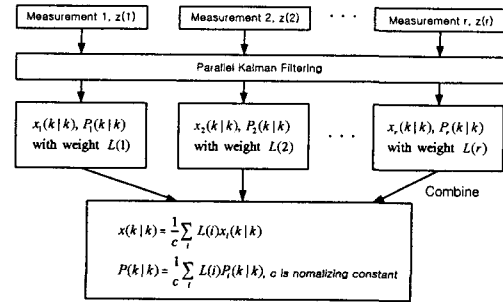 Measurement 1, z(1)
Measurement 2, z(2)
· · ·
Measurement r, z(r)
Parallel Kalman Filtering
x₁(k|k), P₁(k|k)
with weight L(1)
x₂(k|k), P₂(k|k)
with weight L(2)
· · ·
xᵣ(k|k), Pᵣ(k|k)
with weight L(r)
Combine
x(k|k) = 1/c ∑ᵢ L(i)xᵢ(k|k)
P(k|k) = 1/c ∑ᵢ L(i)Pᵢ(k|k), c is nomalizing constant